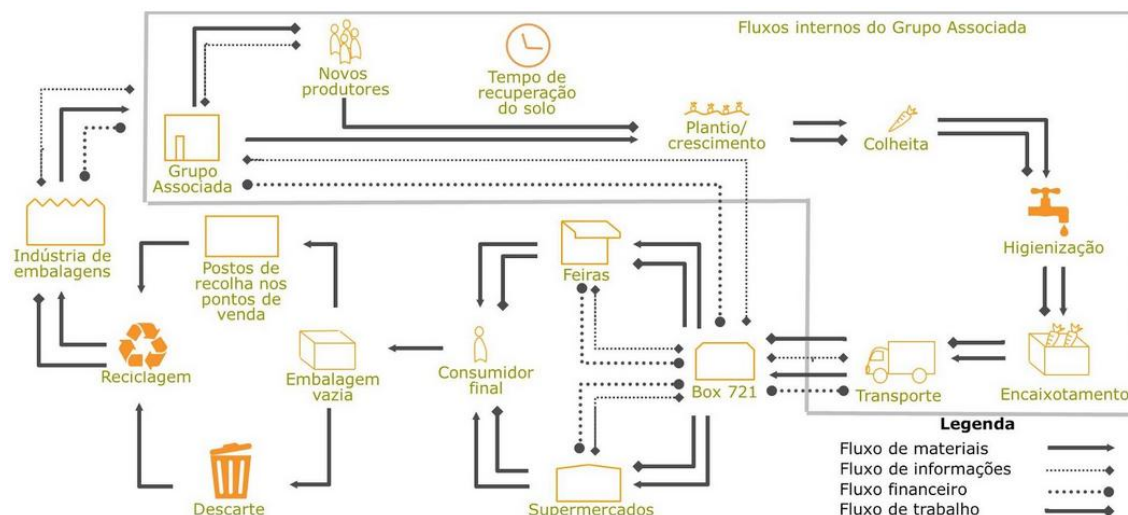 Fluxos internos do Grupo Associada
Novos
produtores
Tempo de
recuperação
do solo
Plantio/
crescimento
Colheita
Grupo
Associada
Higienização
Indústria de
embalagens
Postos de
recolha nos
pontos de
venda
Feiras
Reciclagem
Embalagem
vazia
Consumidor
final
Box 721
Transporte
Encaixotamento
Descarte
Supermercados
Legenda
Fluxo de materiais
Fluxo de informações
Fluxo financeiro
Fluxo de trabalho